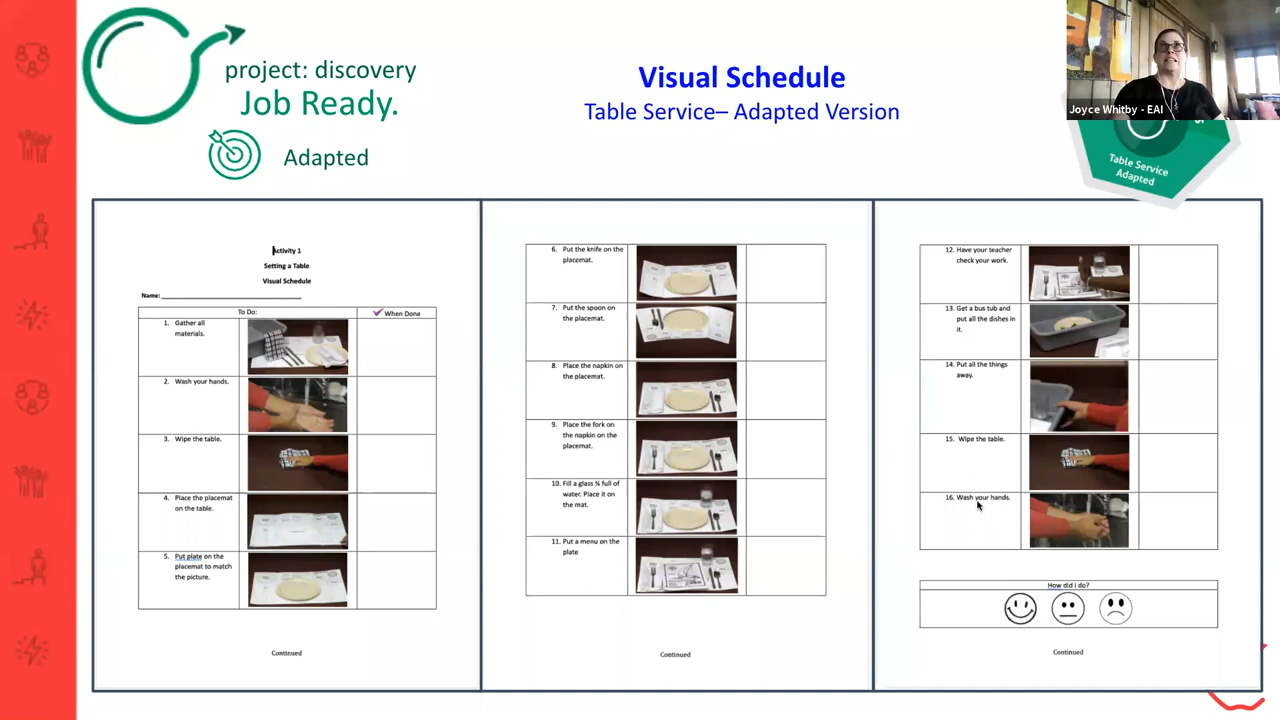 project: discovery
Job Ready.
Adapted
Visual Schedule
Table Service– Adapted Version
Joyce Whitby - EAI
Table Service
Adapted
Activity 1
Setting a Table
Visual Schedule
Name:
To Do:
When Done
1. Gather all
materials.
2. Wash your hands.
3. Wipe the table.
4. Place the placemat
on the table.
5. Put plate on the
placemat to match
the picture.
Continued
6. Put the knife on the
placemat.
7. Put the spoon on
the placemat.
8. Place the napkin on
the placemat.
9. Place the fork on
the napkin on the
placemat.
10. Fill a glass ¾ full of
water. Place it on
the mat.
11. Put a menu on the
plate
Continued
12. Have your teacher
check your work.
13. Get a bus tub and
put all the dishes in
it.
14. Put all the things
away.
15. Wipe the table.
16. Wash your hands.
How did I do?
Continued